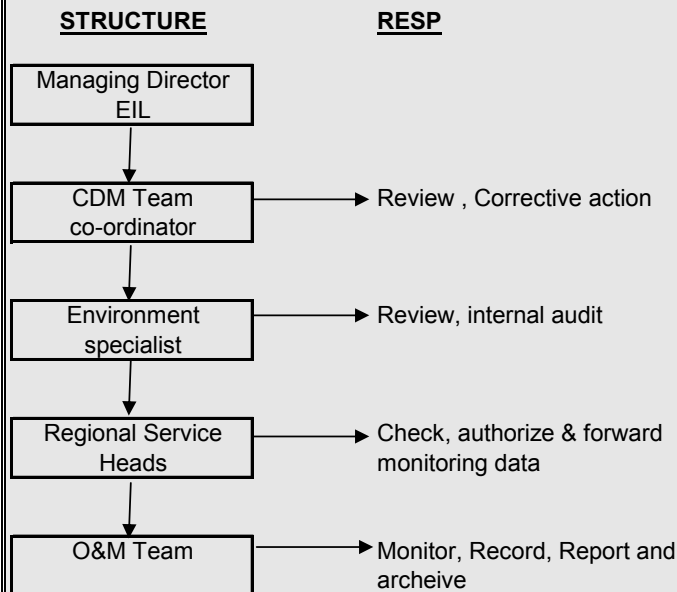 STRUCTURE RESP
Managing Director
EIL
CDM Team
co-ordinator
Review , Corrective action
Environment
specialist
Review, internal audit
Regional Service
Heads
Check, authorize & forward
monitoring data
O&M Team
Monitor, Record, Report and
archeive